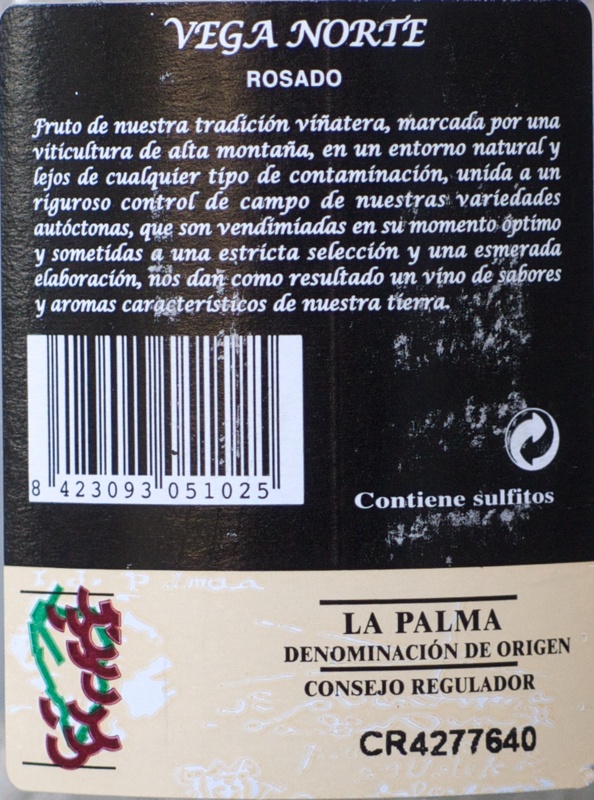 VEGA NORTE
ROSADO
Fruto de nuestra tradición viñatera, marcada por una
viticultura de alta montaña, en un entorno natural y
lejos de cualquier tipo de contaminación, unida a un
riguroso control de campo de nuestras variedades
autóctonas, que son vendimiadas en su momento óptimo
y sometidas a una estricta selección y una esmerada
elaboración, nos dan como resultado un vino de sabores
y aromas característicos de nuestra tierra.
8 423093 051025
Contiene sulfitos
LA PALMA
DENOMINACIÓN DE ORIGEN
CONSEJO REGULADOR
CR4277640